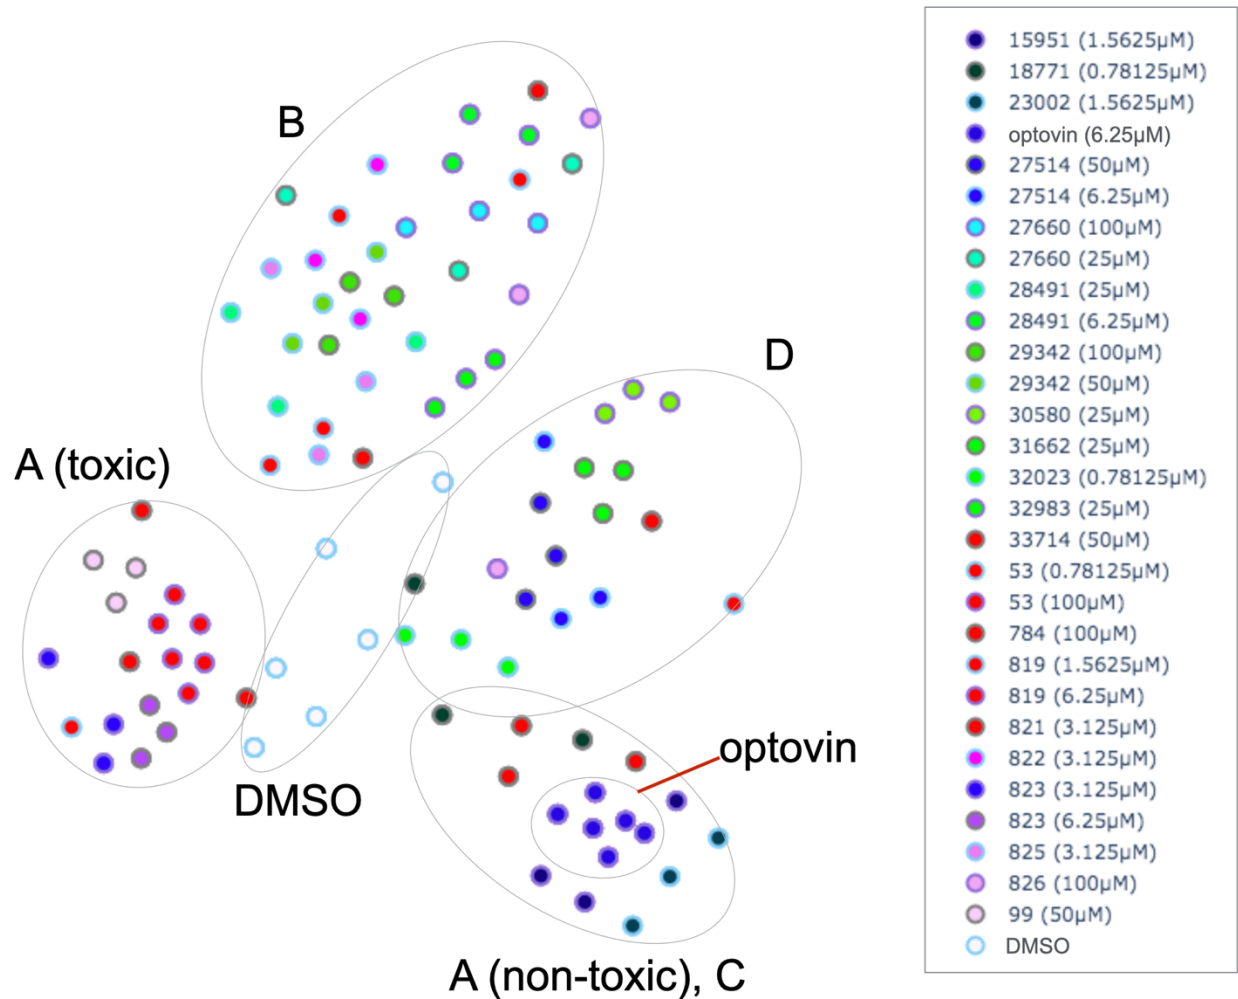 B
D
A (toxic)
DMSO
optovin
A (non-toxic), C
15951 (1.5625µM)
18771 (0.78125µM)
23002 (1.5625µM)
optovin (6.25µM)
27514 (50µM)
27514 (6.25µM)
27660 (100µM)
27660 (25µM)
28491 (25µM)
28491 (6.25µM)
29342 (100µM)
29342 (50µM)
30580 (25µM)
31662 (25µM)
32023 (0.78125µM)
32983 (25µM)
33714 (50µM)
53 (0.78125µM)
53 (100µM)
784 (100µM)
819 (1.5625µM)
819 (6.25µM)
821 (3.125µM)
822 (3.125µM)
823 (3.125µM)
823 (6.25µM)
825 (3.125µM)
826 (100µM)
99 (50µM)
DMSO